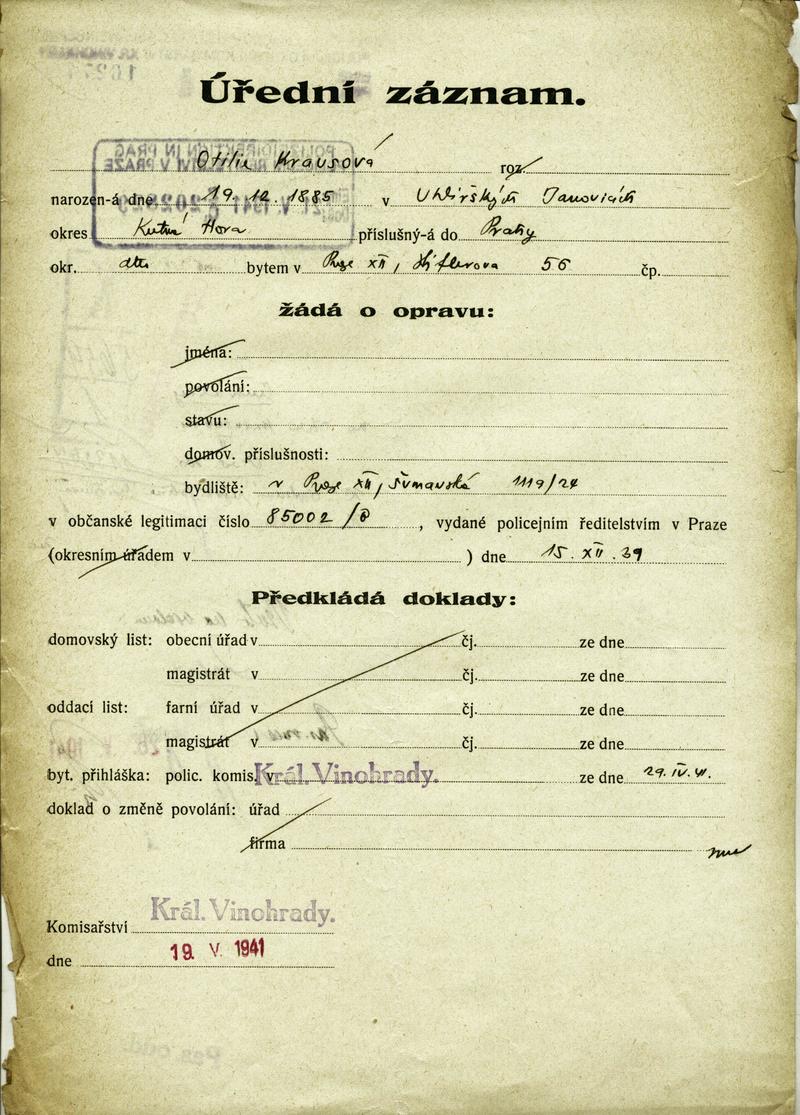 Úřední záznam.
Otilie Krausová roz.
narozen-á dne 19.12.1885 v Uhlířských Janovicích
okres Kutná Hora příslušný-á do Prahy
okr. dtto bytem v Praze XII, 56 čp.
žádá o opravu:
jména:
povolání:
stavu:
domov. příslušnosti:
bydliště: v Praze XII, Šumavská 1119/24
v občanské legitimaci číslo 85002/ , vydané policejním ředitelstvím v Praze
(okresním úřadem v ) dne 15. XII. 39
Předkládá doklady:
domovský list: obecní úřad v čj. ze dne
magistrát v čj. ze dne
oddací list: farní úřad v čj. ze dne
magistrát v čj. ze dne
byt. přihláška: polic. komis. v Král. Vinohrady. ze dne 29. IV. 41.
doklad o změně povolání: úřad
firma
Komisařství Král. Vinohrady.
dne 19. V. 1941